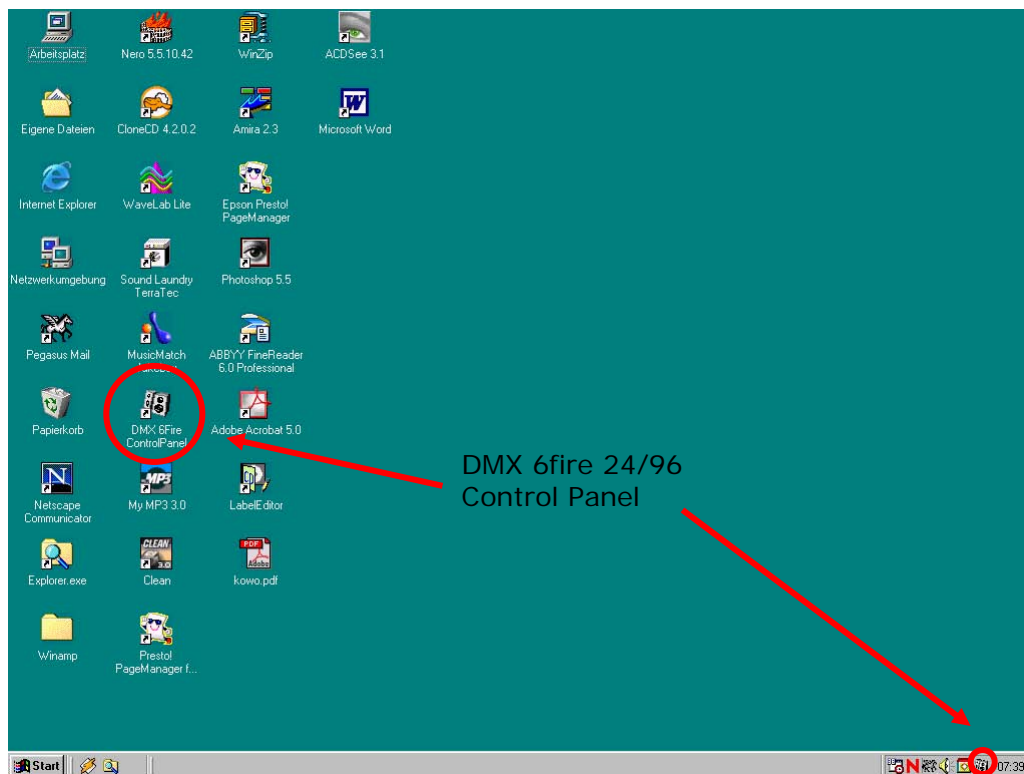 Arbeitsplatz
Nero 5.5.10.42
WinZip
ACDSee 3.1
Eigene Dateien
CloneCD 4.2.0.2
Amira 2.3
Microsoft Word
Internet Explorer
WaveLab Lite
Epson Presto!
PageManager
Netzwerkumgebung
Sound Laundry
TerraTec
Photoshop 5.5
Pegasus Mail
MusicMatch
ABBYY FineReader
6.0 Professional
Papierkorb
DMX 6Fire
ControlPanel
Adobe Acrobat 5.0
DMX 6fire 24/96
Control Panel
Netscape
Communicator
My MP3 3.0
LabelEditor
Explorer.exe
Clean
kowo.pdf
Winamp
Presto!
PageManager f...
Start
07:39